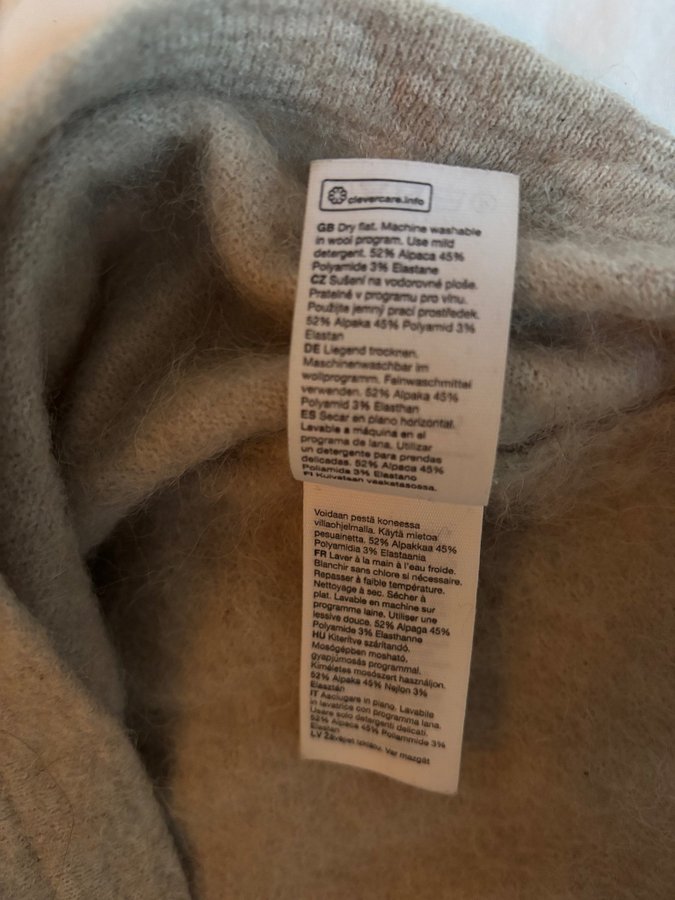 clevercare.info
GB Dry flat. Machine washable
in wool program. Use mild
detergent. 52% Alpaca 45%
Polyamide 3% Elastane
CZ Sušení na vodorovné ploše.
Pratelné v programu pro vlnu.
Použijte jemný prací prostředek.
52% Alpaka 45% Polyamid 3%
Elastan
DE Liegend trocknen.
Maschinenwaschbar im
wollprogramm. Feinwaschmittel
verwenden. 52% Alpaka 45%
Polyamid 3% Elasthan
ES Secar en plano horizontal.
Lavable a máquina en el
programa de lana. Utilizar
un detergente para prendas
delicadas. 52% Alpaca 45%
Poliamida 3% Elastano
FI Kuivataan vaakatasossa.
Voidaan pestä koneessa
villaohjelmalla. Käytä mietoa
pesuainetta. 52% Alpakkaa 45%
Polyamidia 3% Elastaania
FR Laver à la main à l'eau froide.
Blanchir sans chlore si nécessaire.
Repasser à faible température.
Nettoyage à sec. Sécher à
plat. Lavable en machine sur
programme laine. Utiliser une
lessive douce. 52% Alpaga 45%
Polyamide 3% Elasthanne
HU Kiterítve szárítandó.
Mosógépben mosható,
gyapjúmosás programmal.
Kíméletes mosószert használjon.
52% Alpaka 45% Nejlon 3%
Elasztán
IT Asciugare in piano. Lavabile
in lavatrice con programma lana.
Usare solo detergenti delicati.
52% Alpaca 45% Poliammide 3%
Elastan
LV Žāvējiet izklātu. Var mazgāt